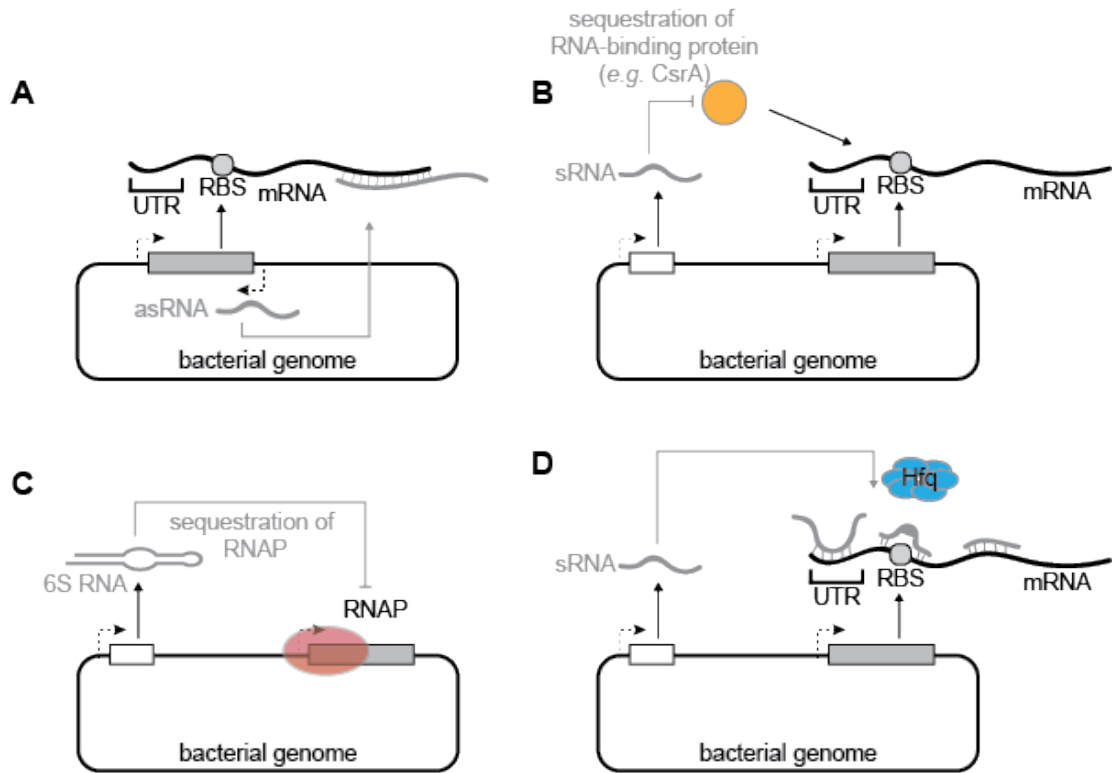 A
RBS
mRNA
UTR
asRNA
bacterial genome
B
sequestration of
RNA-binding protein
(e.g. CsrA)
sRNA
RBS
mRNA
UTR
bacterial genome
C
sequestration of
RNAP
6S RNA
RNAP
bacterial genome
D
Hfq
sRNA
RBS
mRNA
UTR
bacterial genome